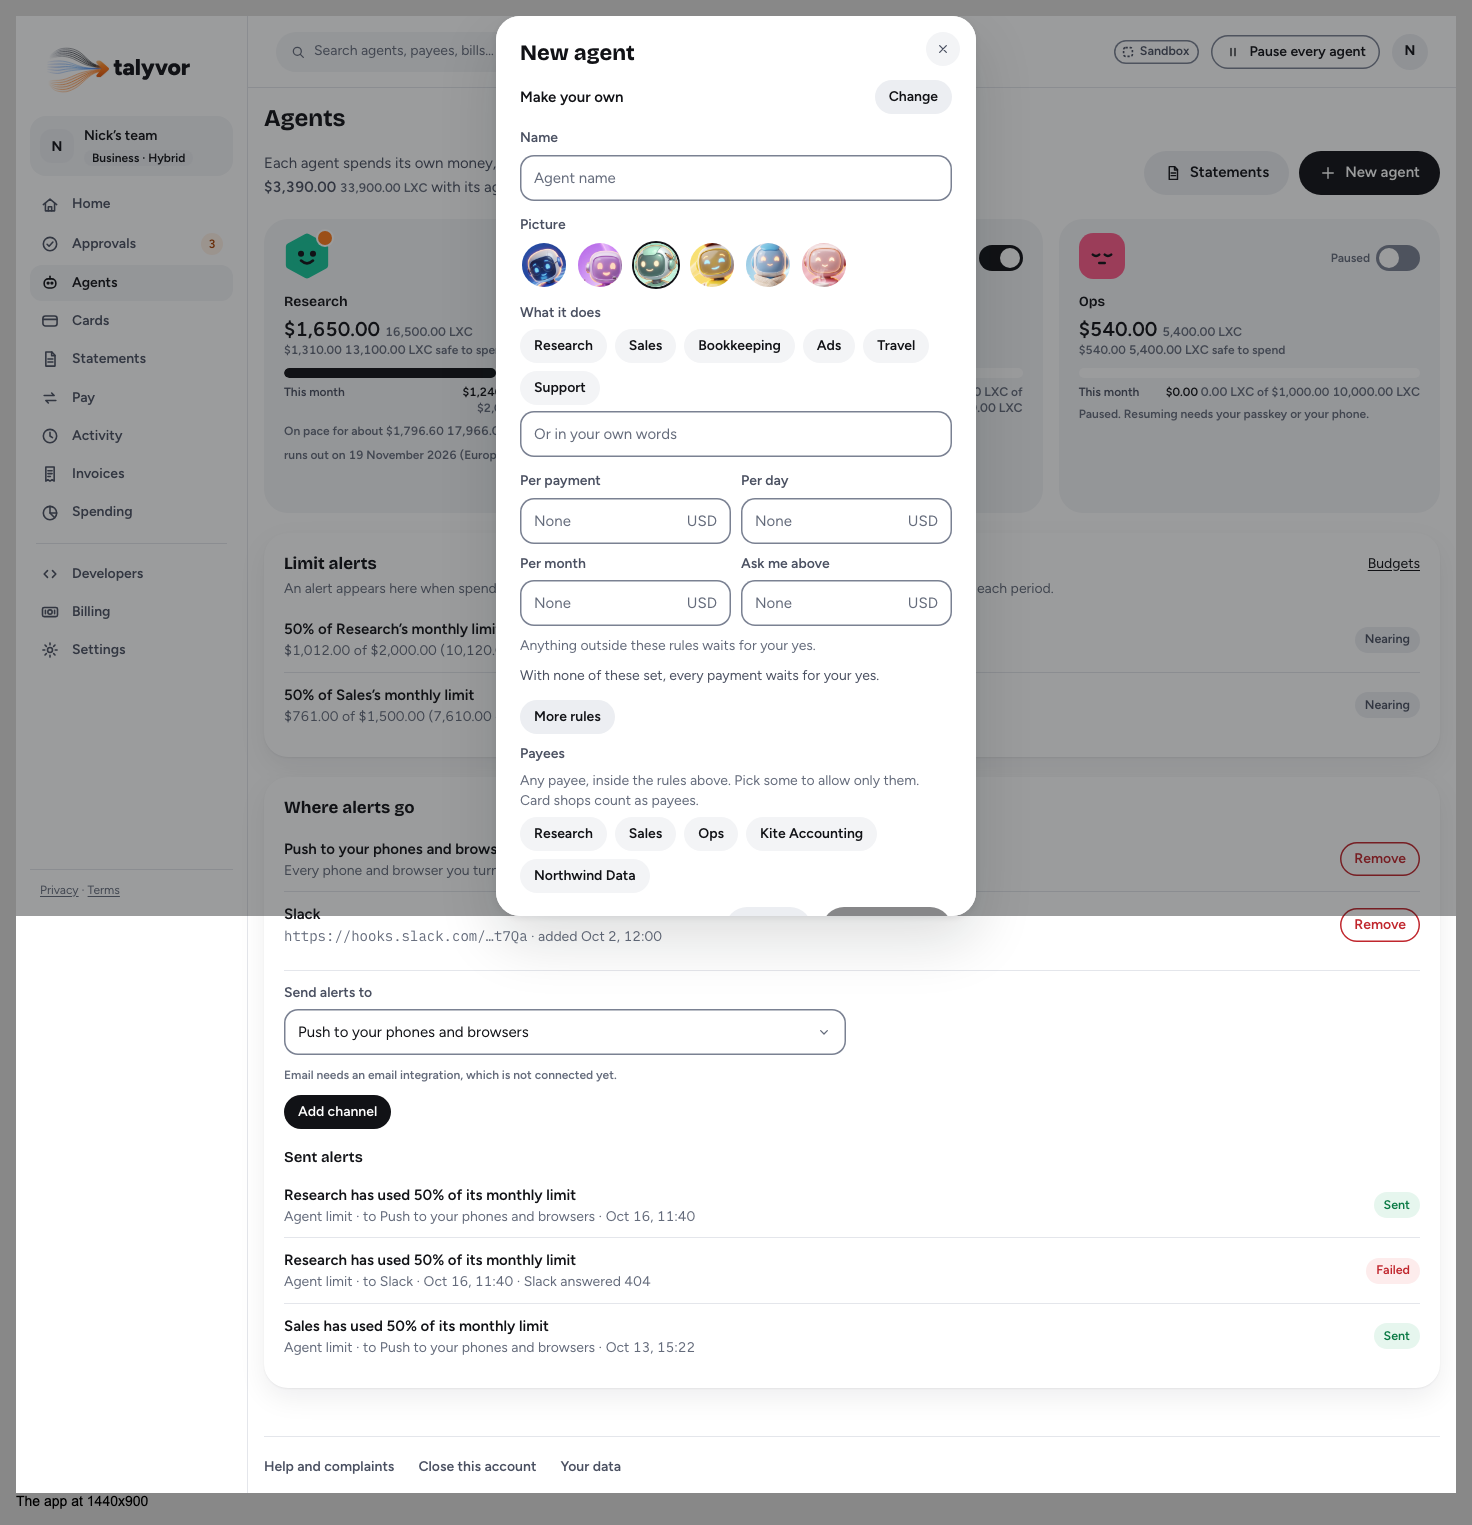 talyvor
Search agents, payees, bills...
Sandbox
Pause every agent
N
N
Nick's team
Business · Hybrid
Home
Approvals
3
Agents
Cards
Statements
Pay
Activity
Invoices
Spending
Developers
Billing
Settings
Privacy · Terms
Agents
Each agent spends its own money,
$3,390.00 33,900.00 LXC with its
Statements
New agent
Research
$1,650.00 16,500.00 LXC
$1,310.00 13,100.00 LXC safe to
This month
On pace for about $1,796.60
runs out on 19 November 2026
LXC of
LXC
Paused
Ops
$540.00 5,400.00 LXC
$540.00 5,400.00 LXC safe to spend
This month
$0.00 0.00 LXC of $1,000.00 10,000.00 LXC
Paused. Resuming needs your passkey or your phone.
Limit alerts
Budgets
An alert appears here when
each period.
50% of Research's monthly
$1,012.00 of $2,000.00
Nearing
50% of Sales's monthly limit
$761.00 of $1,500.00 (7,610.00
Nearing
Where alerts go
Push to your phones and
Every phone and browser you
Remove
Slack
https://hooks.slack.com/…t7Qa · added Oct 2, 12:00
Remove
Send alerts to
Push to your phones and browsers
Email needs an email integration, which is not connected yet.
Add channel
Sent alerts
Research has used 50% of its monthly limit
Agent limit · to Push to your phones and browsers · Oct 16, 11:40
Sent
Research has used 50% of its monthly limit
Agent limit · to Slack · Oct 16, 11:40 · Slack answered 404
Failed
Sales has used 50% of its monthly limit
Agent limit · to Push to your phones and browsers · Oct 13, 15:22
Sent
Help and complaints
Close this account
Your data
New agent
Make your own
Change
Name
Agent name
Picture
What it does
Research
Sales
Bookkeeping
Ads
Travel
Support
Or in your own words
Per payment
Per day
None USD
None USD
Per month
Ask me above
None USD
None USD
Anything outside these rules waits for your yes.
With none of these set, every payment waits for your yes.
More rules
Payees
Any payee, inside the rules above. Pick some to allow only them.
Card shops count as payees.
Research
Sales
Ops
Kite Accounting
Northwind Data
The app at 1440x900